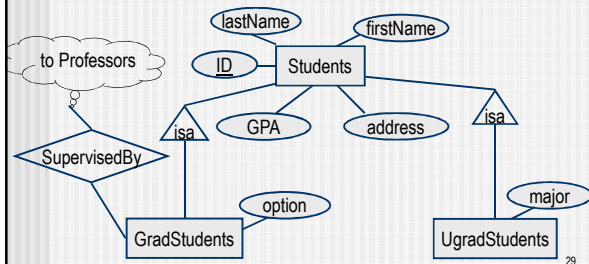 lastName
firstName
to Professors
ID
Students
isa
GPA
address
isa
SupervisedBy
option
major
GradStudents
UgradStudents
29